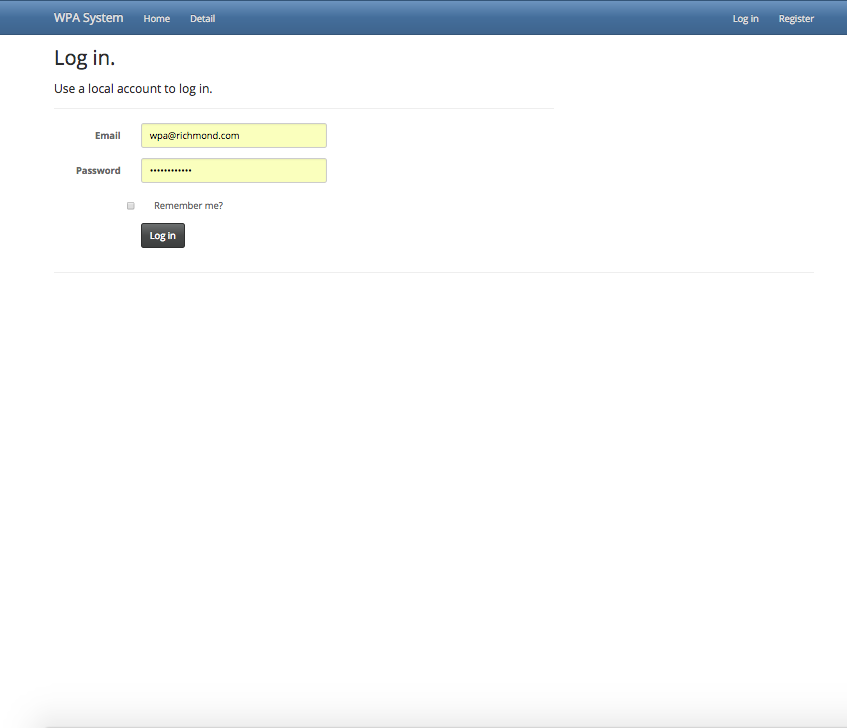 WPA System Home Detail Log in Register
Log in.
Use a local account to log in.
Email wpa@richmond.com
Password ••••••••••••
Remember me?
Log in